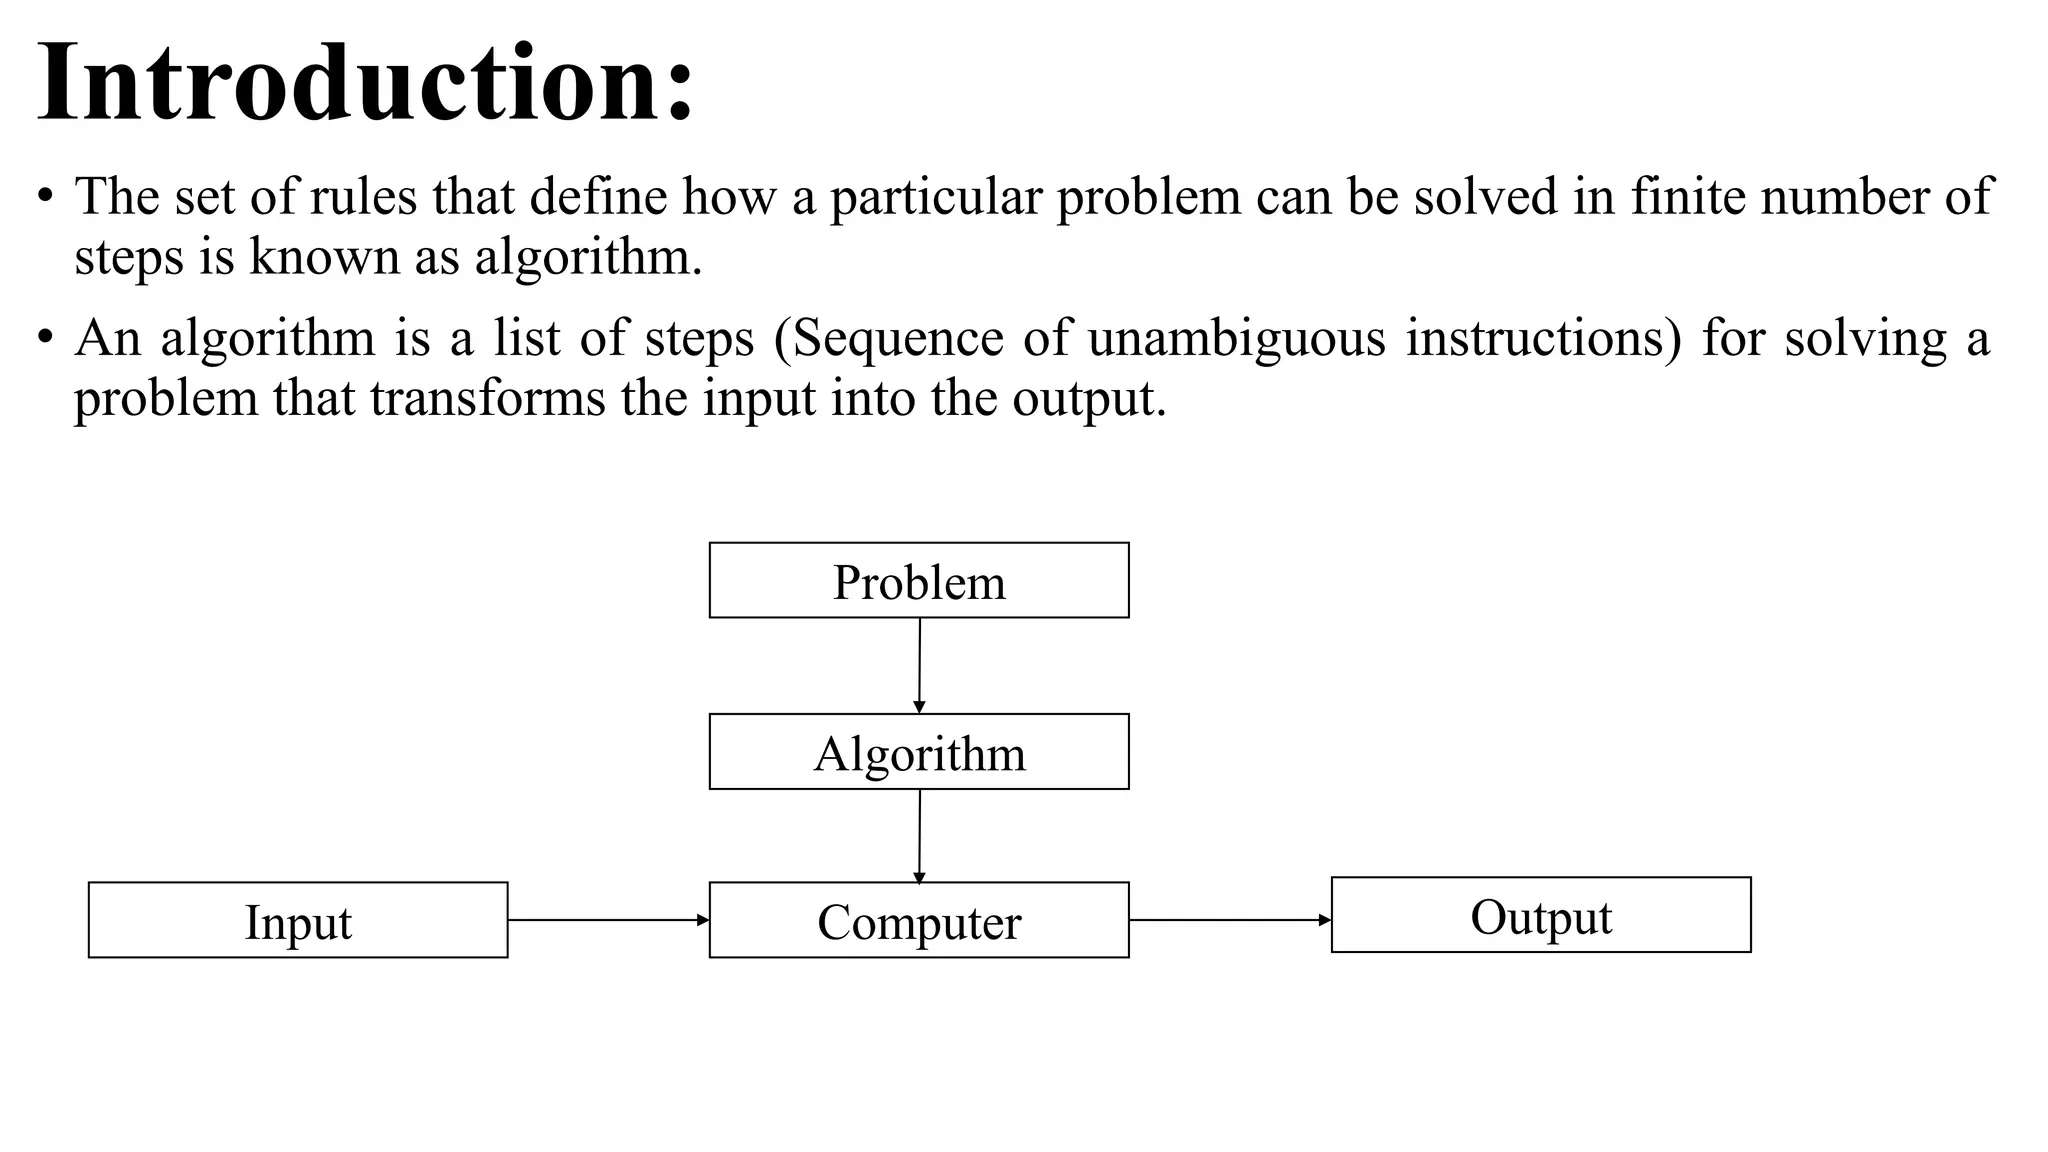 Introduction:
• The set of rules that define how a particular problem can be solved in finite number of
steps is known as algorithm.
• An algorithm is a list of steps (Sequence of unambiguous instructions) for solving a
problem that transforms the input into the output.
Problem
Algorithm
Input
Computer
Output